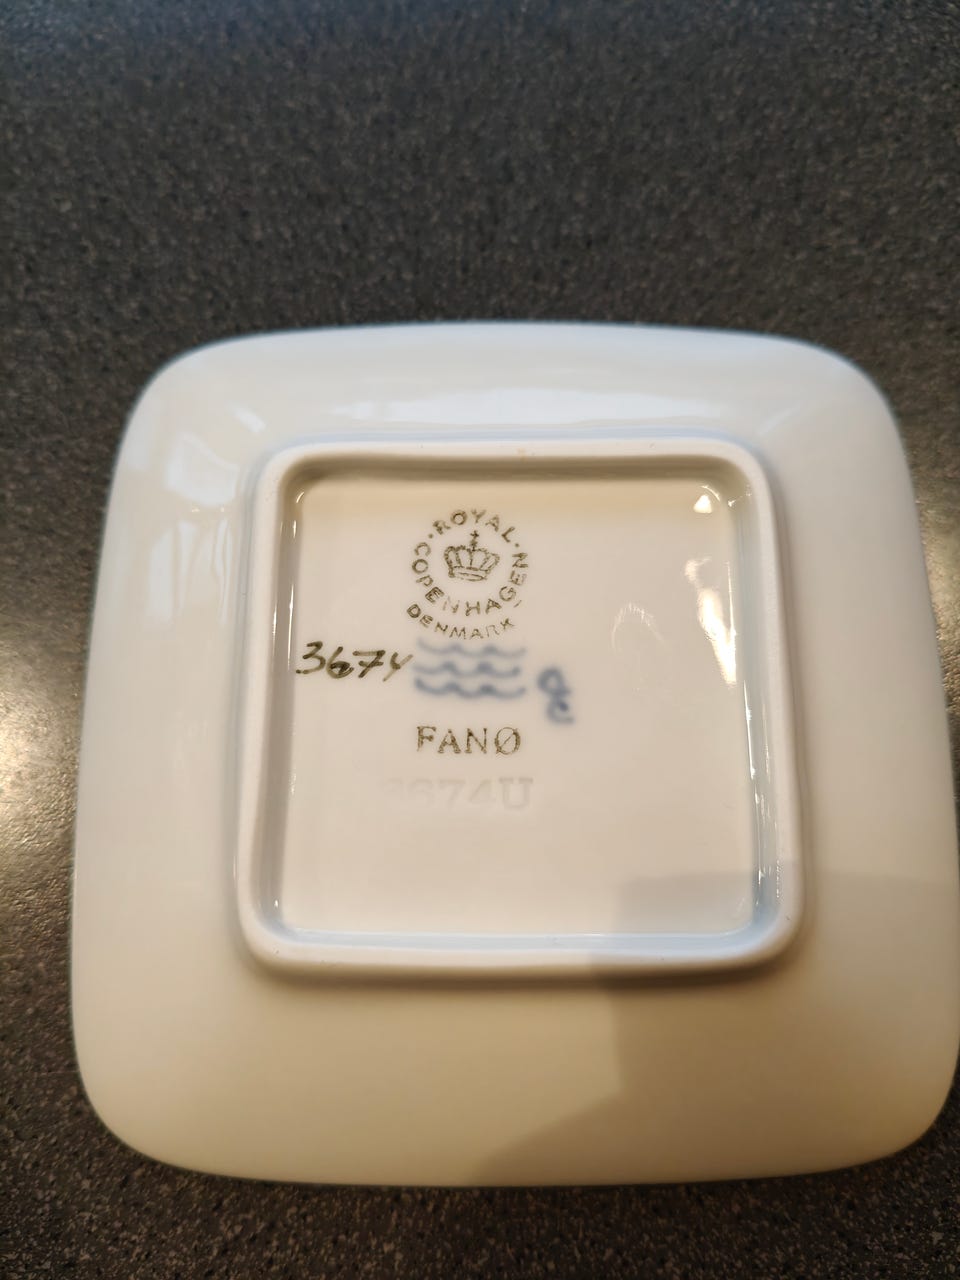 ·ROYAL·
COPENHAGEN
DENMARK
3674
FANØ
3674U